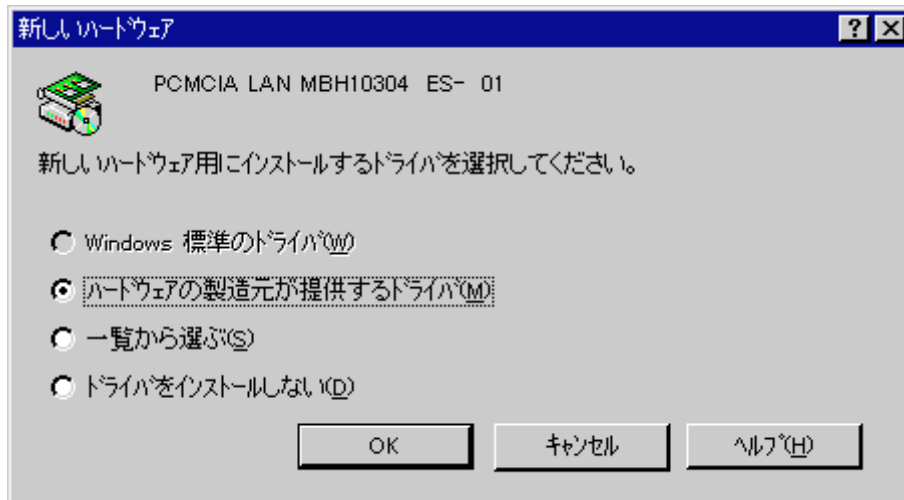 新しいﾊｰﾄﾞｳｪｱ
PCMCIA LAN MBH10304 ES- 01
新しいﾊｰﾄﾞｳｪｱ用にｲﾝｽﾄｰﾙするﾄﾞﾗｲﾊﾞを選択してください。
Windows 標準のﾄﾞﾗｲﾊﾞ(W)
ﾊｰﾄﾞｳｪｱの製造元が提供するﾄﾞﾗｲﾊﾞ(M)
一覧から選ぶ(S)
ﾄﾞﾗｲﾊﾞをｲﾝｽﾄｰﾙしない(D)
OK ｷｬﾝｾﾙ ﾍﾙﾌﾟ(H)